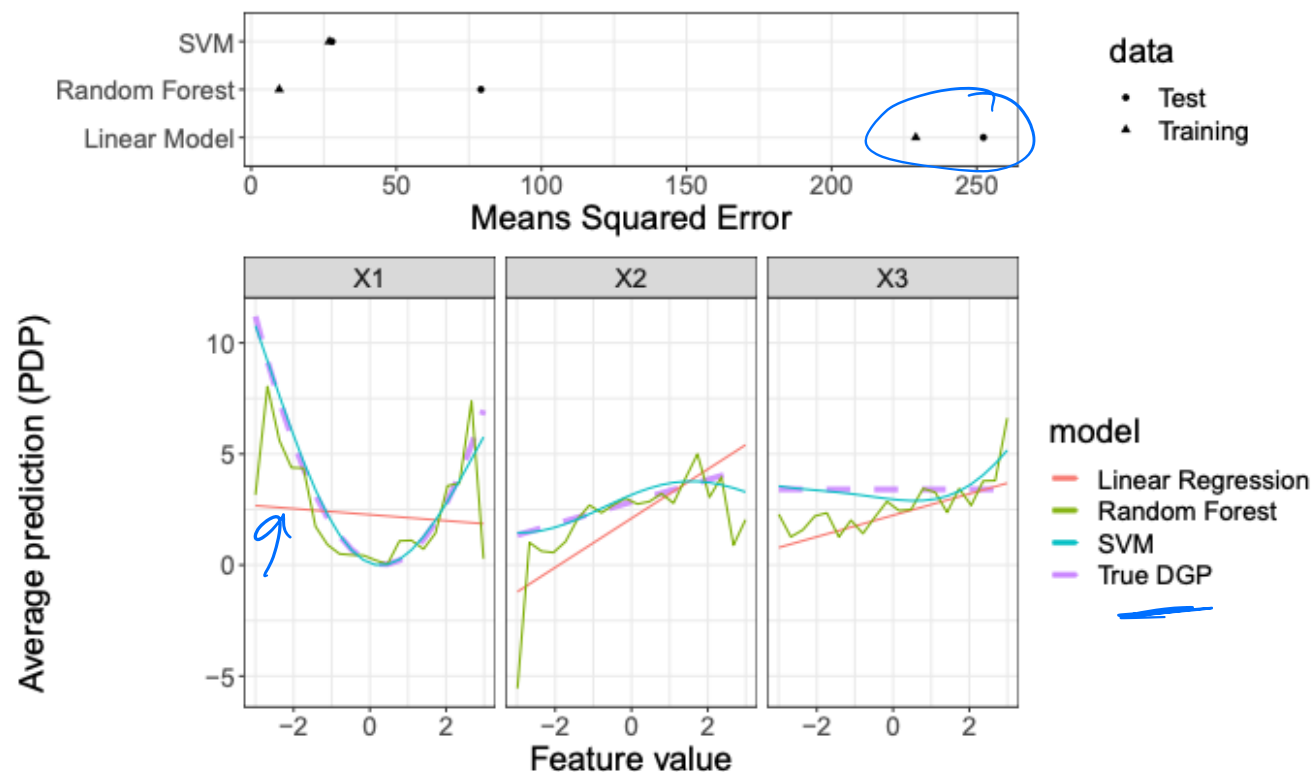 SVM
Random Forest
Linear Model
0 50 100 150 200 250
Means Squared Error
data
Test
Training
X1 X2 X3
10
5
0
−5
Average prediction (PDP)
−2 0 2 −2 0 2 −2 0 2
Feature value
model
Linear Regression
Random Forest
SVM
True DGP